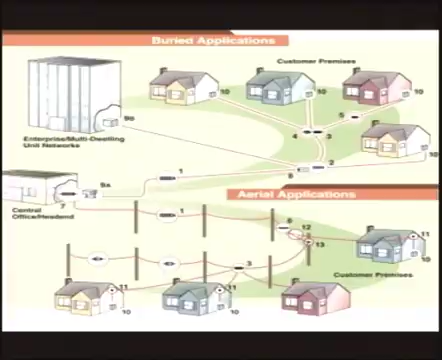 Buried Applications
Customer Premises
10
10
10
5
9b
4
3
Enterprise/Multi-Dwelling
Unit Networks
2
10
8
1
9a
Aerial Applications
7
Central
Office/Headend
1
6
12
11
13
10
3
Customer Premises
11
11
10
10